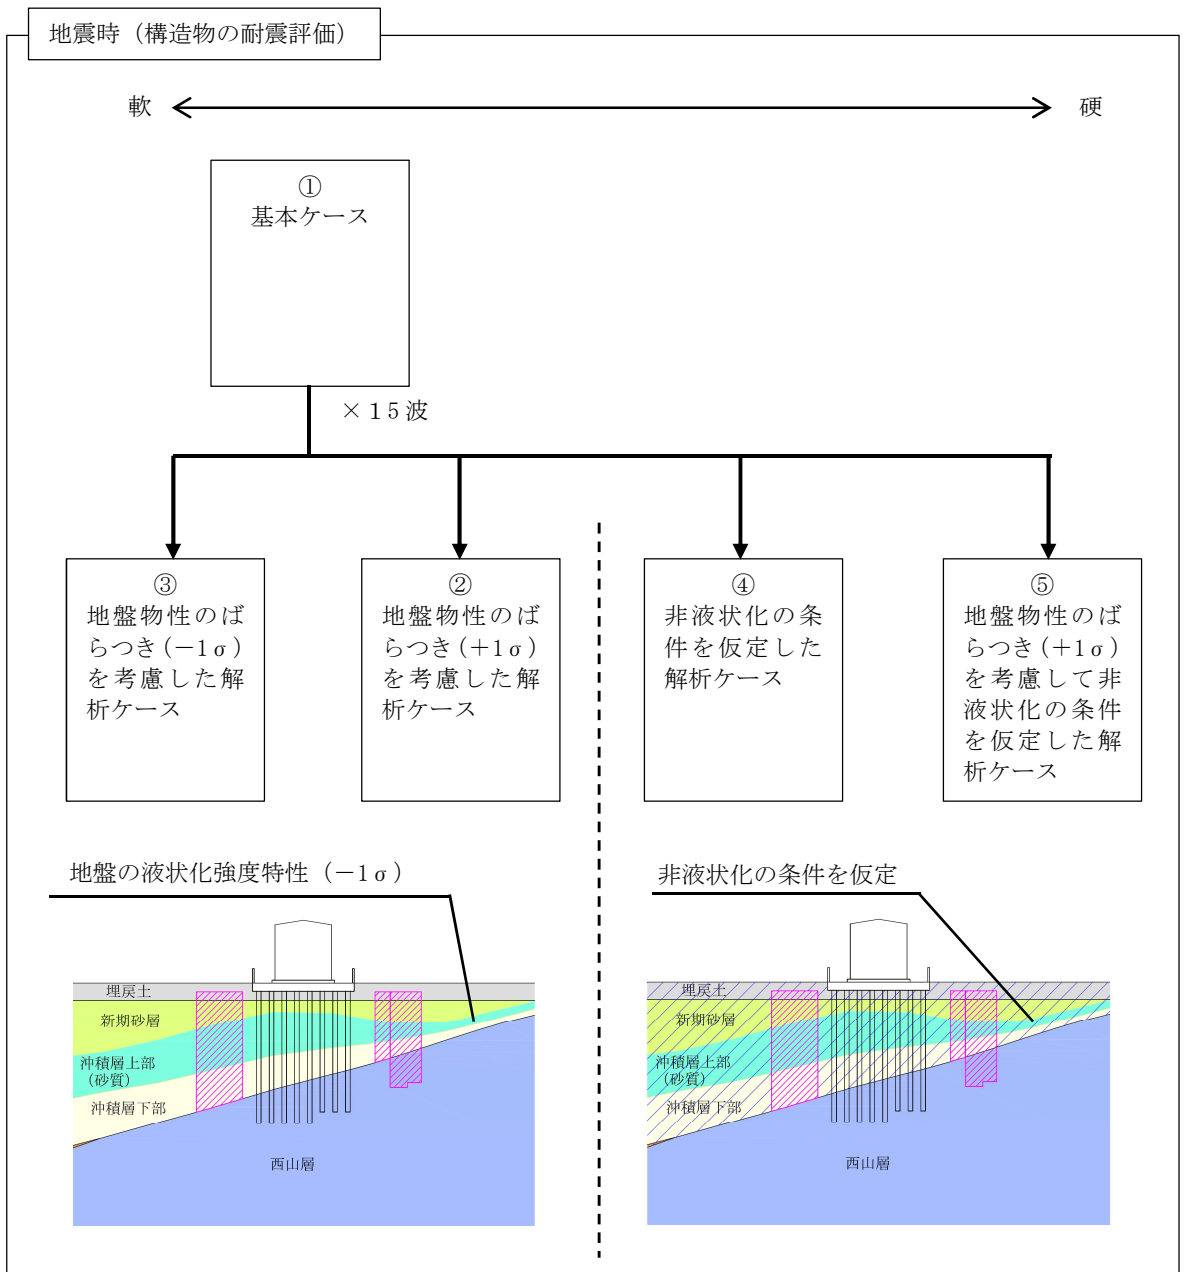 地震時（構造物の耐震評価）
軟
硬
①
基本ケース
×１５波
③
地盤物性のば
らつき(－1σ)
を考慮した解
析ケース
②
地盤物性のば
らつき(＋1σ)
を考慮した解
析ケース
④
非液状化の条
件を仮定した
解析ケース
⑤
地盤物性のば
らつき(＋1σ)
を考慮して非
液状化の条件
を仮定した解
析ケース
地盤の液状化強度特性（－1σ）
埋戻土
新期砂層
沖積層上部
(砂質)
沖積層下部
西山層
非液状化の条件を仮定
埋戻土
新期砂層
沖積層上部
(砂質)
沖積層下部
西山層